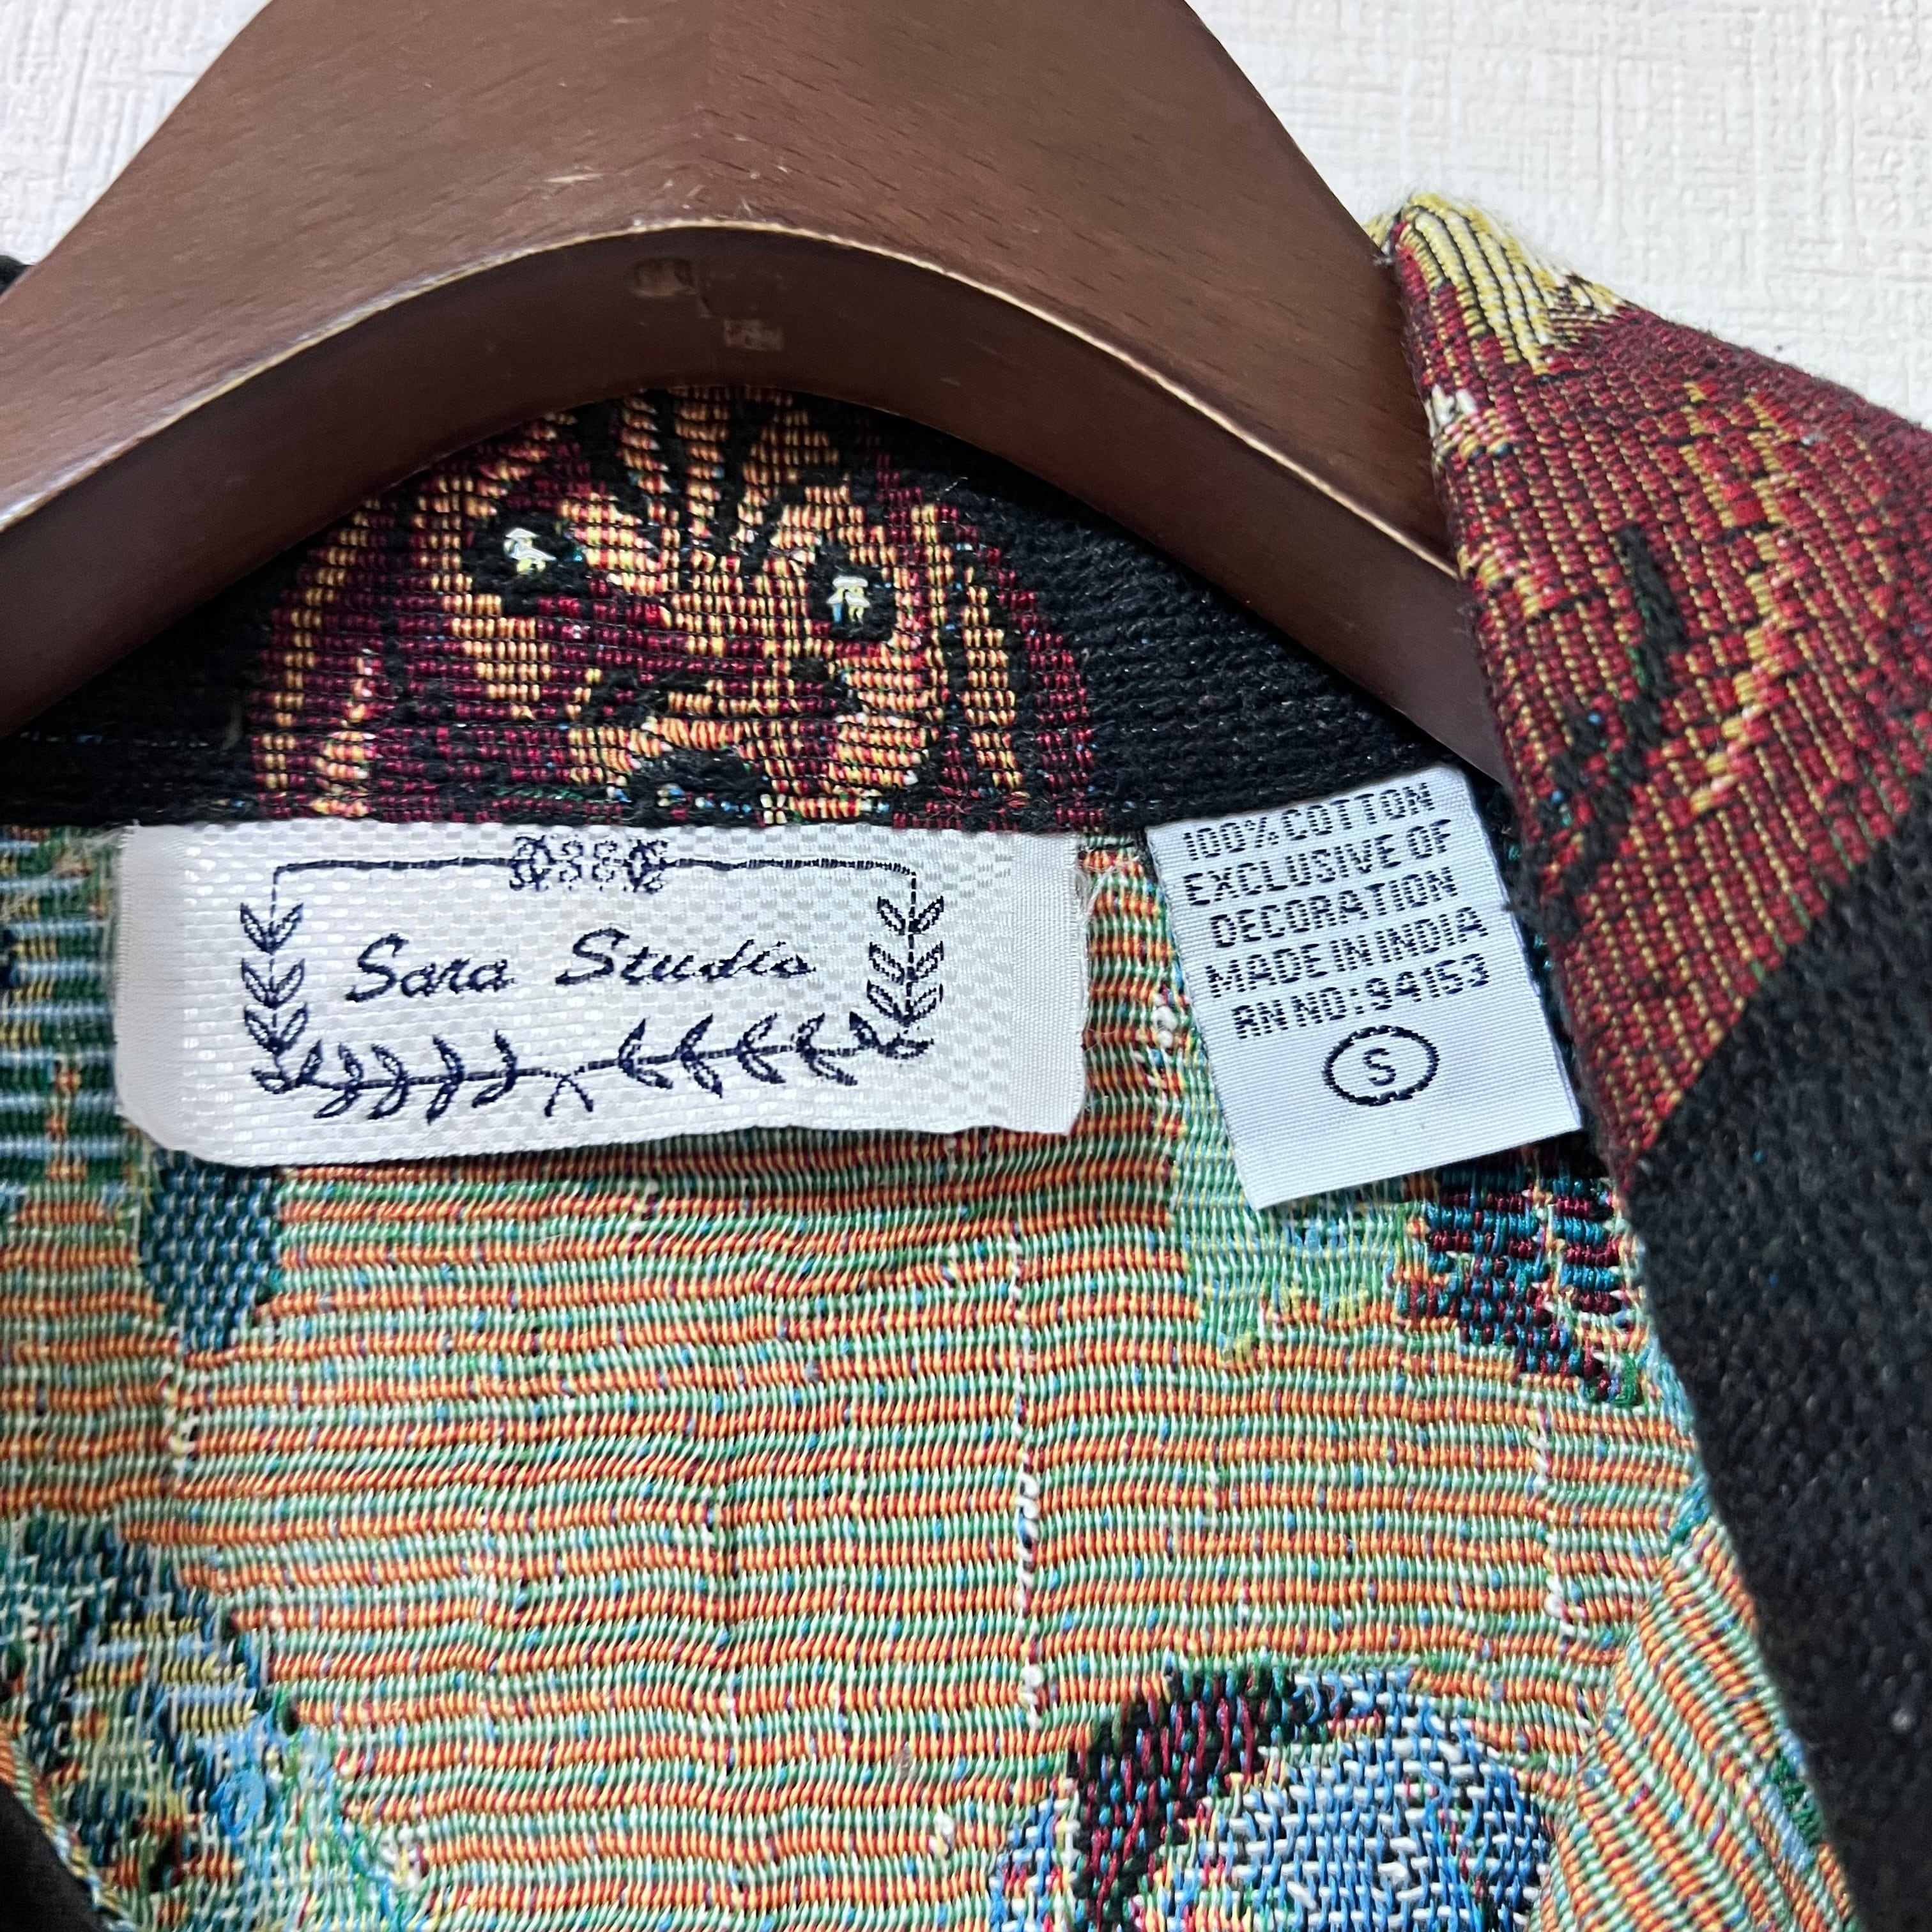 Sara Studio
100% COTTON
EXCLUSIVE OF
DECORATION
MADE IN INDIA
RN NO: 94153
S